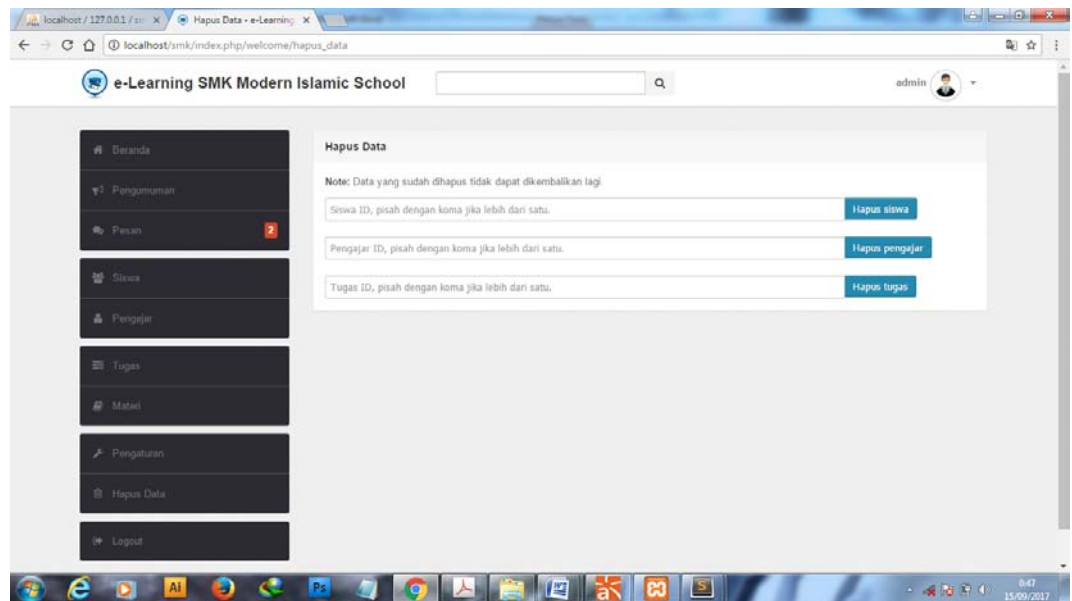 localhost / 127.0.0.1 /
Hapus Data - e-Learning
localhost/smk/index.php/welcome/hapus_data
e-Learning SMK Modern Islamic School
admin
Beranda
Pengumuman
Pesan 2
Siswa
Pengajar
Tugas
Materi
Pengaturan
Hapus Data
Logout
Hapus Data
Note: Data yang sudah dihapus tidak dapat dikembalikan lagi
Siswa ID, pisah dengan koma jika lebih dari satu. Hapus siswa
Pengajar ID, pisah dengan koma jika lebih dari satu. Hapus pengajar
Tugas ID, pisah dengan koma jika lebih dari satu. Hapus tugas
Ai Ps S
0:47
15/09/2017